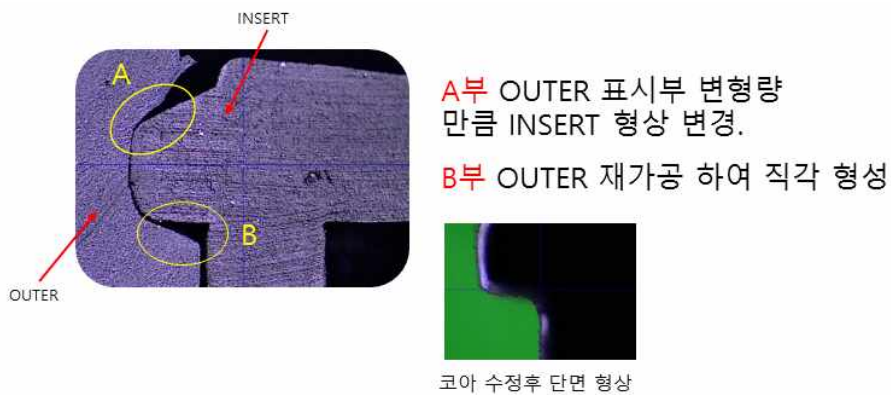 INSERT
A
A부 OUTER 표시부 변형량
만큼 INSERT 형상 변경.
B부 OUTER 재가공 하여 직각 형성
B
OUTER
코아 수정후 단면 형상